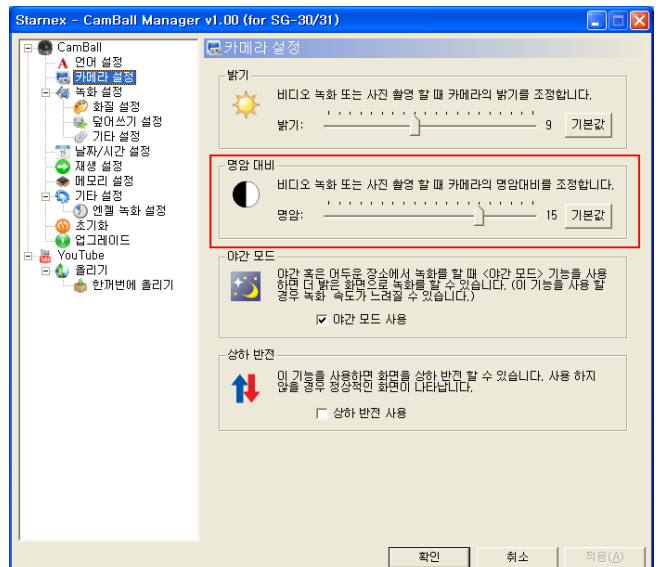 Starnex - CamBall Manager v1.00 (for SG-30/31)
CamBall
언어 설정
카메라 설정
녹화 설정
화질 설정
덮어쓰기 설정
기타 설정
날짜/시간 설정
재생 설정
메모리 설정
기타 설정
엔젤 녹화 설정
초기화
업그레이드
YouTube
올리기
한꺼번에 올리기
카메라 설정
밝기
비디오 녹화 또는 사진 촬영 할 때 카메라의 밝기를 조정합니다.
밝기: 9 기본값
명암 대비
비디오 녹화 또는 사진 촬영 할 때 카메라의 명암대비를 조정합니다.
명암: 15 기본값
야간 모드
야간 혹은 어두운 장소에서 녹화를 할 때 <야간 모드> 기능을 사용
하면 더 밝은 화면으로 녹화를 할 수 있습니다. (이 기능을 사용 할
경우 녹화 속도가 느려질 수 있습니다.)
야간 모드 사용
상하 반전
이 기능을 사용하면 화면을 상하 반전 할 수 있습니다. 사용 하지
않을 경우 정상적인 화면이 나타납니다.
상하 반전 사용
확인 취소 적용(A)